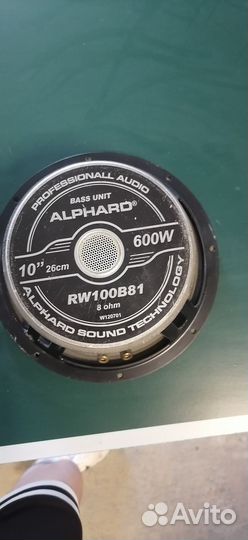 PROFESSIONALL AUDIO
BASS UNIT
ALPHARD®
10" 26cm
600W
RW100B81
8 ohm
W120701
ALPHARD SOUND TECHNOLOGY
Avito